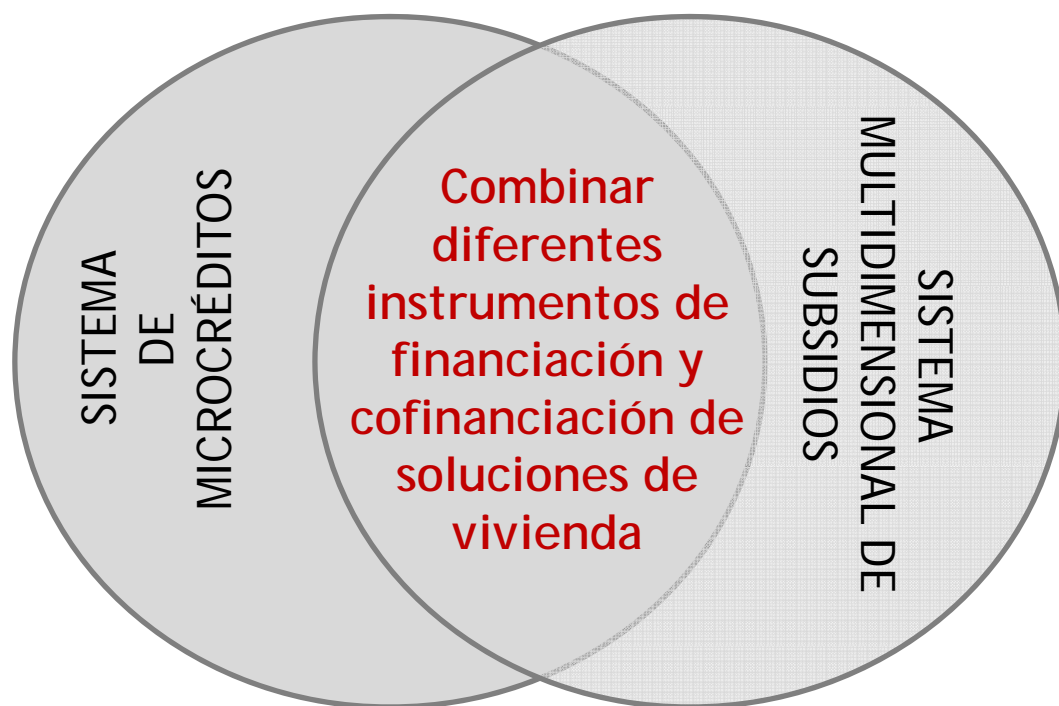 SISTEMA
DE
MICROCRÉDITOS
Combinar
diferentes
instrumentos de
financiación y
cofinanciación de
soluciones de
vivienda
SISTEMA
MULTIDIMENSIONAL DE
SUBSIDIOS